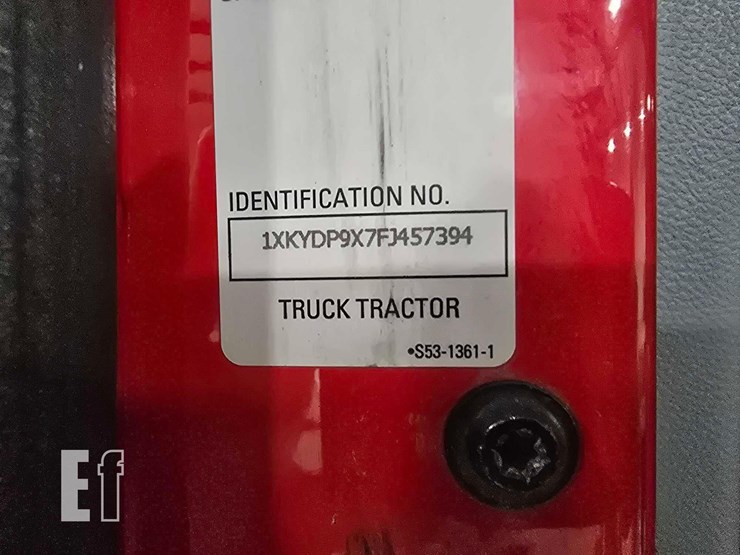 IDENTIFICATION NO.
1XKYDP9X7FJ457394
TRUCK TRACTOR
•S53-1361-1
Ef